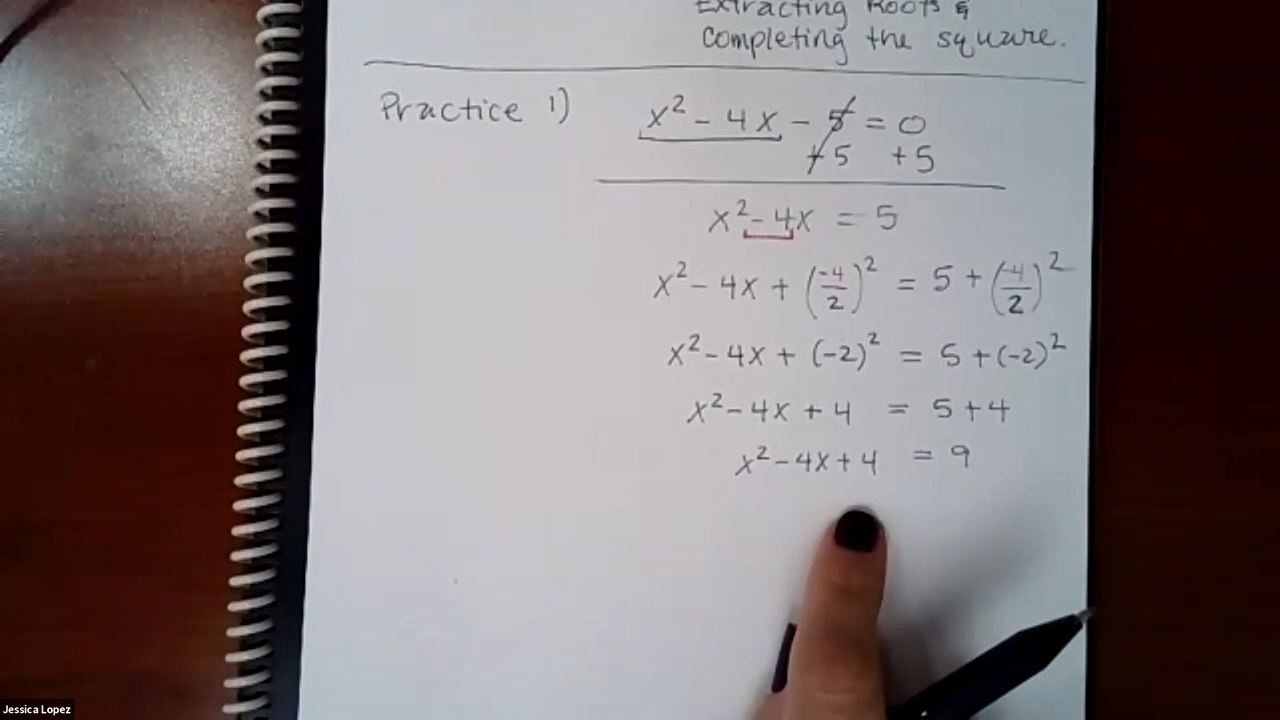 Extracting Roots &
Completing the square.
Practice 1) x² - 4x - 5 = 0
+5 +5
x² - 4x = 5
x² - 4x + (-4/2)² = 5 + (-4/2)²
x² - 4x + (-2)² = 5 + (-2)²
x² - 4x + 4 = 5 + 4
x² - 4x + 4 = 9
Jessica Lopez